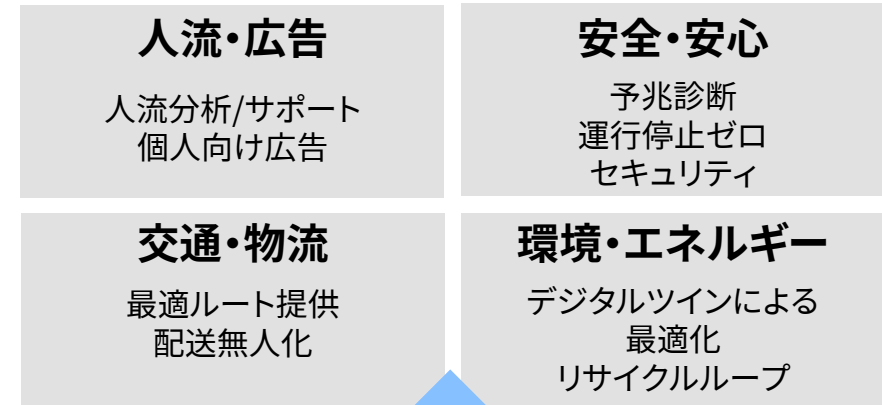 人流・広告
人流分析/サポート
個人向け広告
安全・安心
予兆診断
運行停止ゼロ
セキュリティ
交通・物流
最適ルート提供
配送無人化
環境・エネルギー
デジタルツインによる
最適化
リサイクルループ